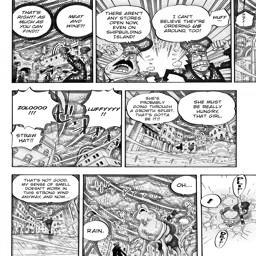 THAT'S
RIGHT! AS
MUCH AS
YOU CAN
FIND!!
MEAT
AND
WINE?!
THERE AREN'T
ANY STORES
OPEN NOW,
EVEN ON
SHIPBUILDING
ISLAND!
I CAN'T
BELIEVE THEY'RE
ORDERING US
AROUND, TOO!
HUFF
ZOLOOOO
!!!
LUFFYYYY
!!
STRAW
HAT!!
SHE'S
PROBABLY
GOING THROUGH
A GROWTH SPURT,
THAT'S GOTTA
BE IT!
SHE MUST
BE REALLY
HUNGRY,
THAT GIRL.
THAT'S NOT GOOD,
MY SENSE OF SMELL
DOESN'T WORK IN
THIS STRONG WIND
ANYWAY, AND NOW...
RAIN.
OH...